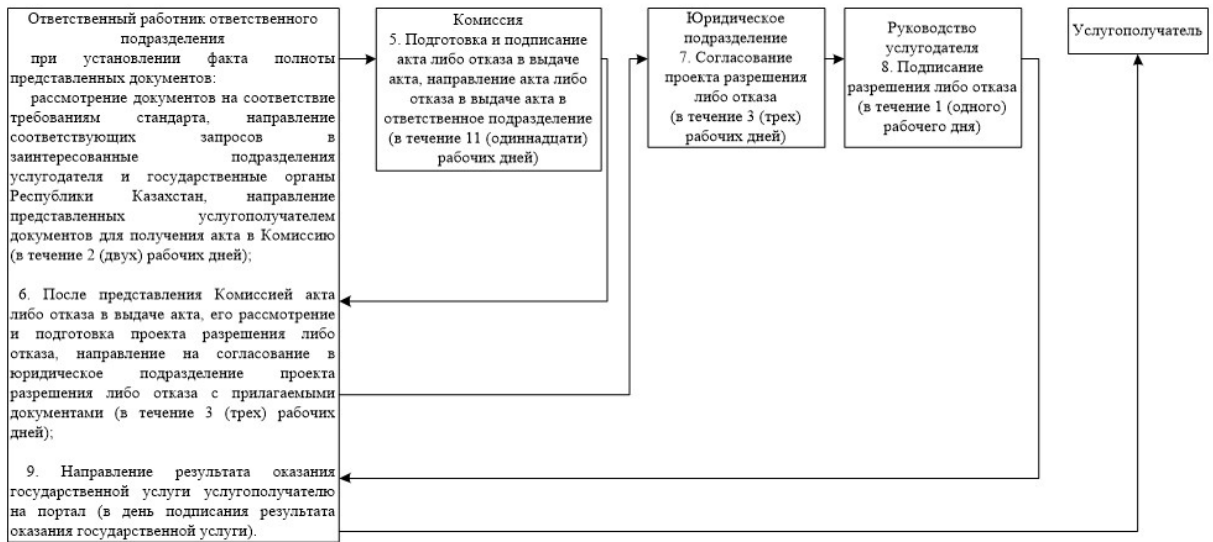 Ответственный работник ответственного
подразделения
при установлении факта полноты
представленных документов:
рассмотрение документов на соответствие
требованиям стандарта, направление
соответствующих запросов в
заинтересованные подразделения
услугодателя и государственные органы
Республики Казахстан, направление
представленных услугополучателем
документов для получения акта в Комиссию
(в течение 2 (двух) рабочих дней);
6. После представления Комиссией акта
либо отказа в выдаче акта, его рассмотрение
и подготовка проекта разрешения либо
отказа, направление на согласование в
юридическое подразделение проекта
разрешения либо отказа с прилагаемыми
документами (в течение 3 (трех) рабочих
дней);
9. Направление результата оказания
государственной услуги услугополучателю
на портал (в день подписания результата
оказания государственной услуги).
Комиссия
5. Подготовка и подписание
акта либо отказа в выдаче
акта, направление акта либо
отказа в выдаче акта в
ответственное подразделение
(в течение 11 (одиннадцати)
рабочих дней)
Юридическое
подразделение
7. Согласование
проекта разрешения
либо отказа
(в течение 3 (трех)
рабочих дней)
Руководство
услугодателя
8. Подписание
разрешения либо отказа
(в течение 1 (одного)
рабочего дня)
Услугополучатель